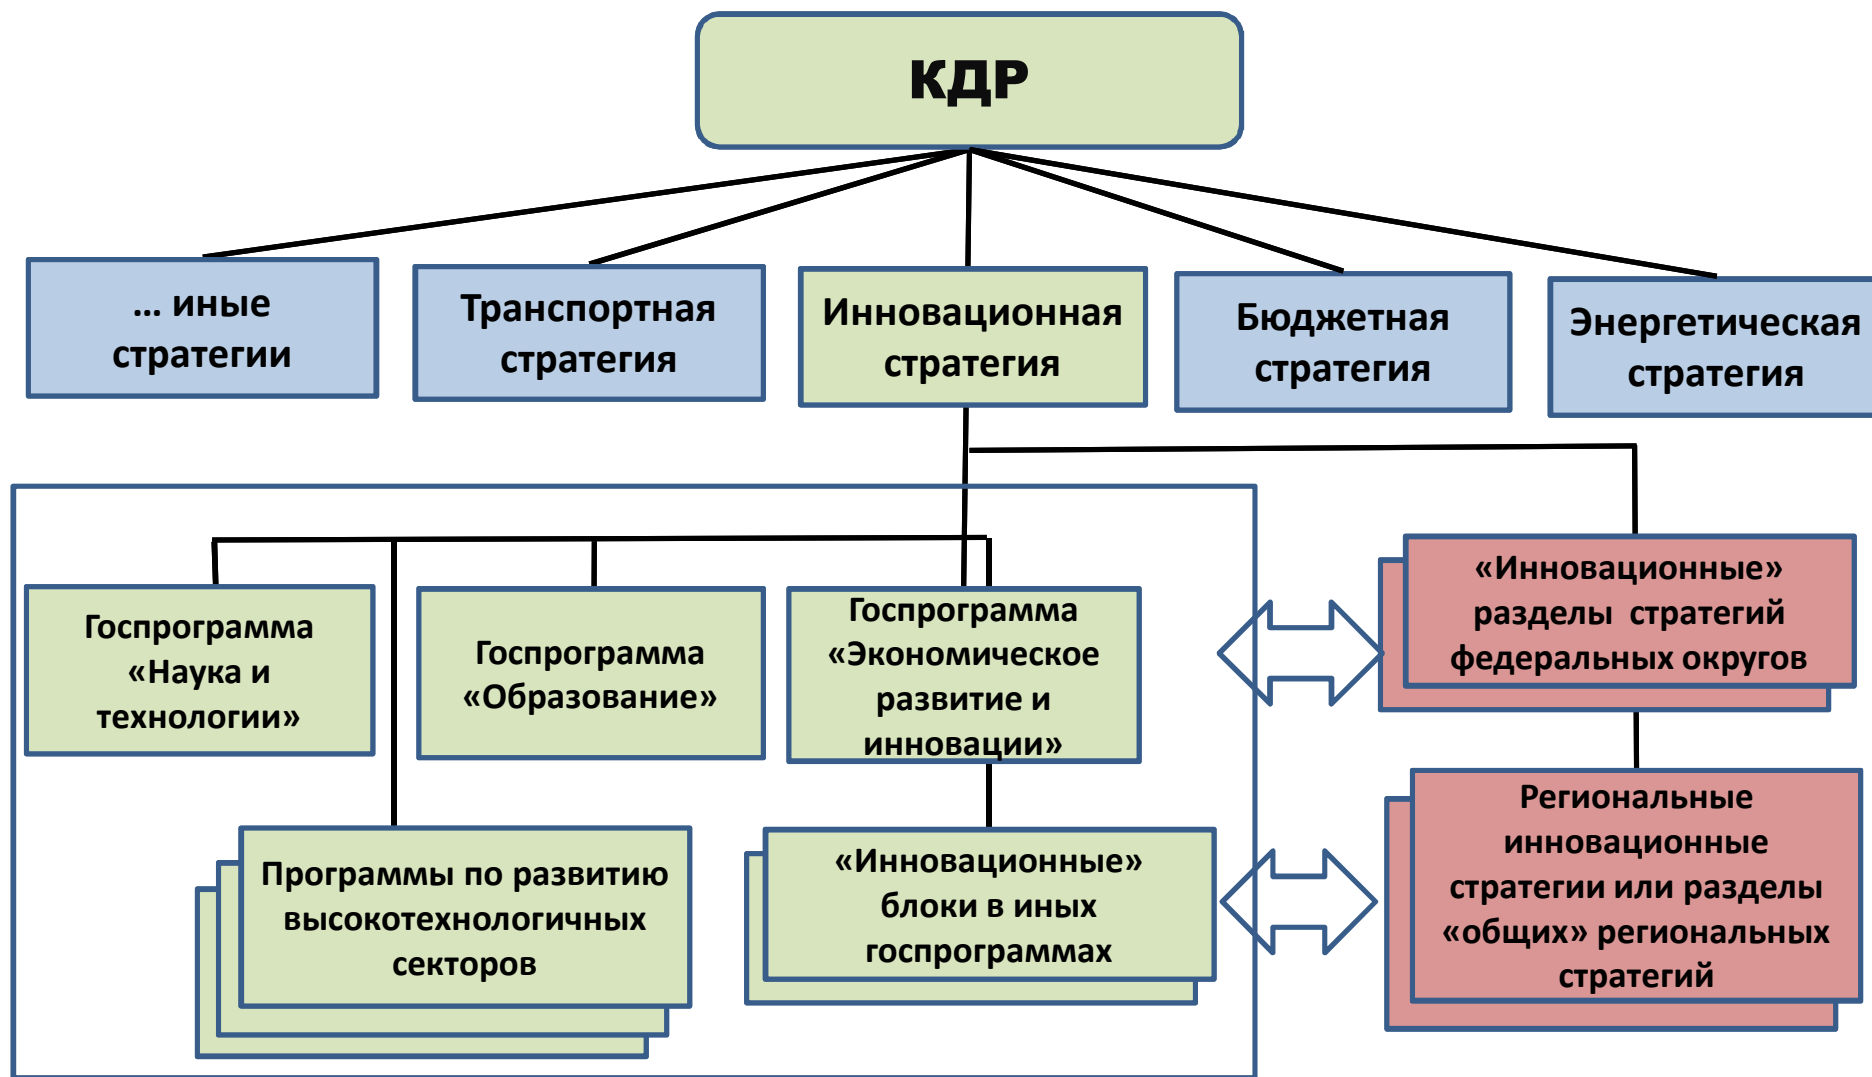 КДР
... иные
стратегии
Транспортная
стратегия
Инновационная
стратегия
Бюджетная
стратегия
Энергетическая
стратегия
Госпрограмма
«Наука и
технологии»
Госпрограмма
«Образование»
Госпрограмма
«Экономическое
развитие и
инновации»
«Инновационные»
разделы стратегий
федеральных округов
Программы по развитию
высокотехнологичных
секторов
«Инновационные»
блоки в иных
госпрограммах
Региональные
инновационные
стратегии или разделы
«общих» региональных
стратегий